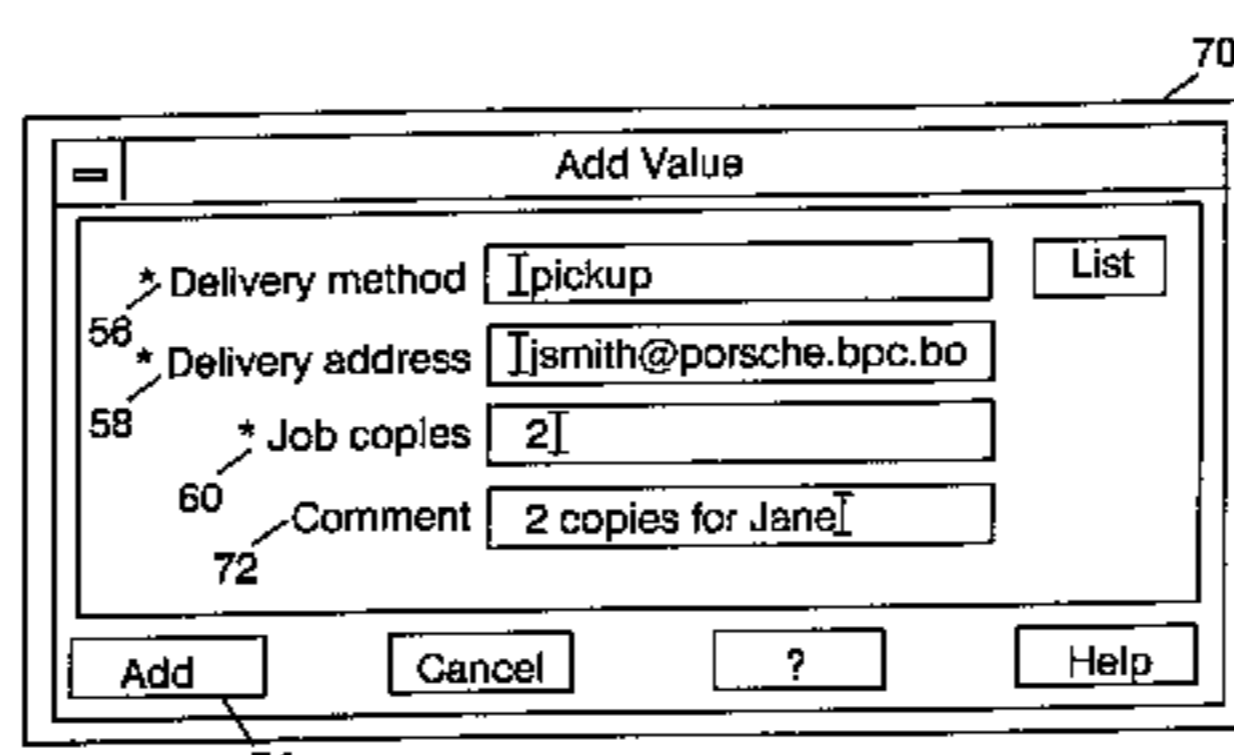 70
Add Value
* Delivery method pickup List
56
* Delivery address jsmith@porsche.bpc.bo
58
* Job copies 2
60
Comment 2 copies for Jane
72
Add Cancel ? Help